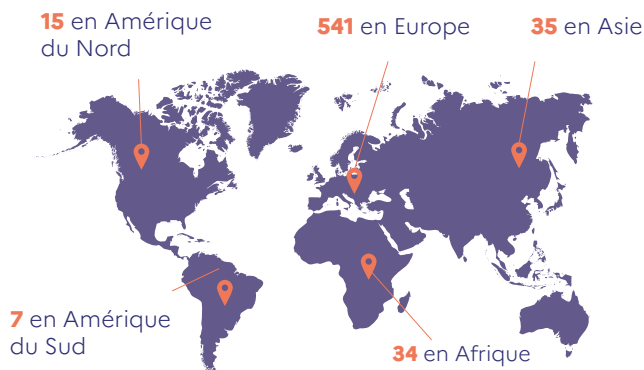 15 en Amérique
du Nord
541 en Europe
35 en Asie
7 en Amérique
du Sud
34 en Afrique